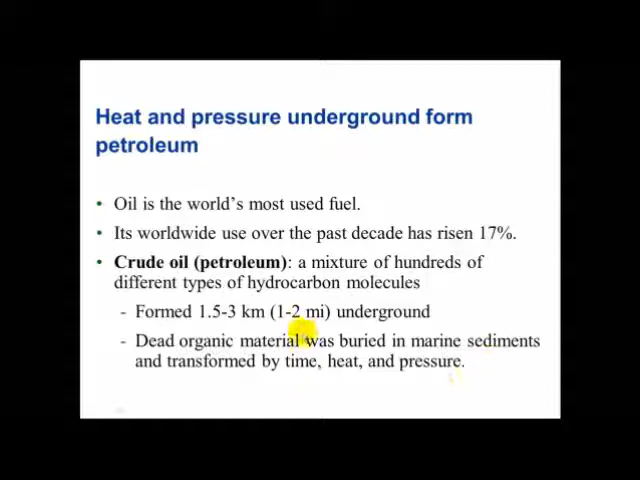 Heat and pressure underground form
petroleum
• Oil is the world's most used fuel.
• Its worldwide use over the past decade has risen 17%.
• Crude oil (petroleum): a mixture of hundreds of
different types of hydrocarbon molecules
- Formed 1.5-3 km (1-2 mi) underground
- Dead organic material was buried in marine sediments
and transformed by time, heat, and pressure.